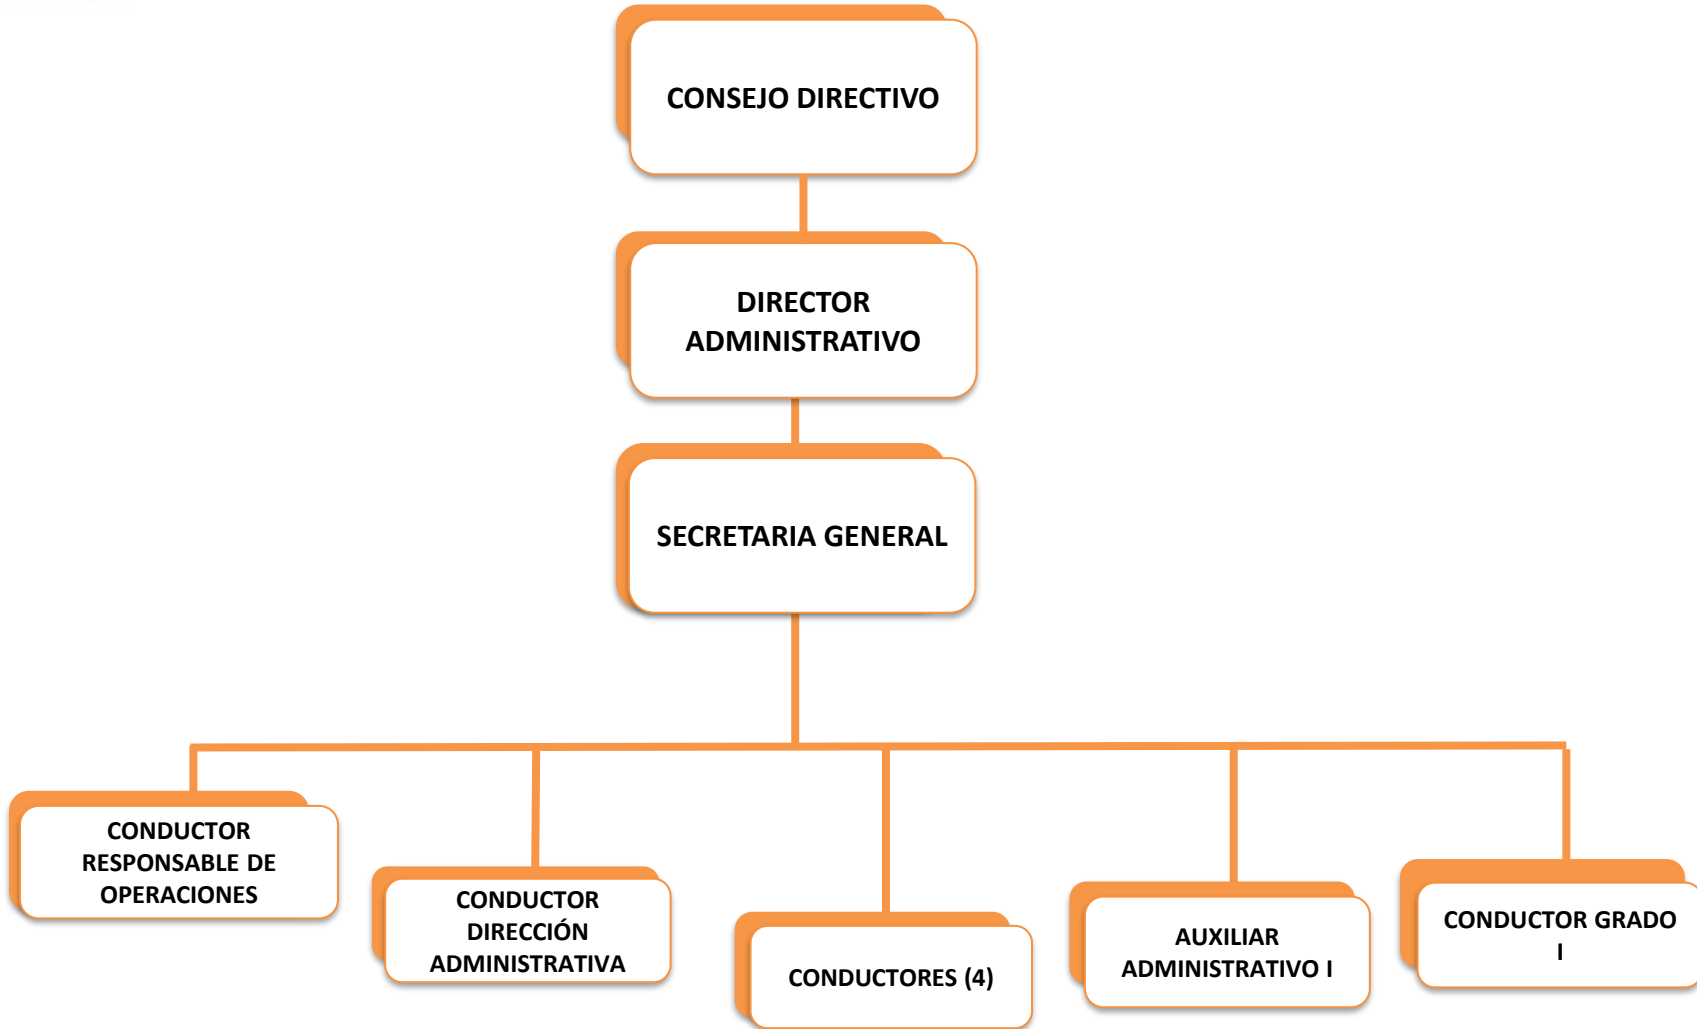 CONSEJO DIRECTIVO
DIRECTOR
ADMINISTRATIVO
SECRETARIA GENERAL
CONDUCTOR
RESPONSABLE DE
OPERACIONES
CONDUCTOR
DIRECCIÓN
ADMINISTRATIVA
CONDUCTORES (4)
AUXILIAR
ADMINISTRATIVO I
CONDUCTOR GRADO
I